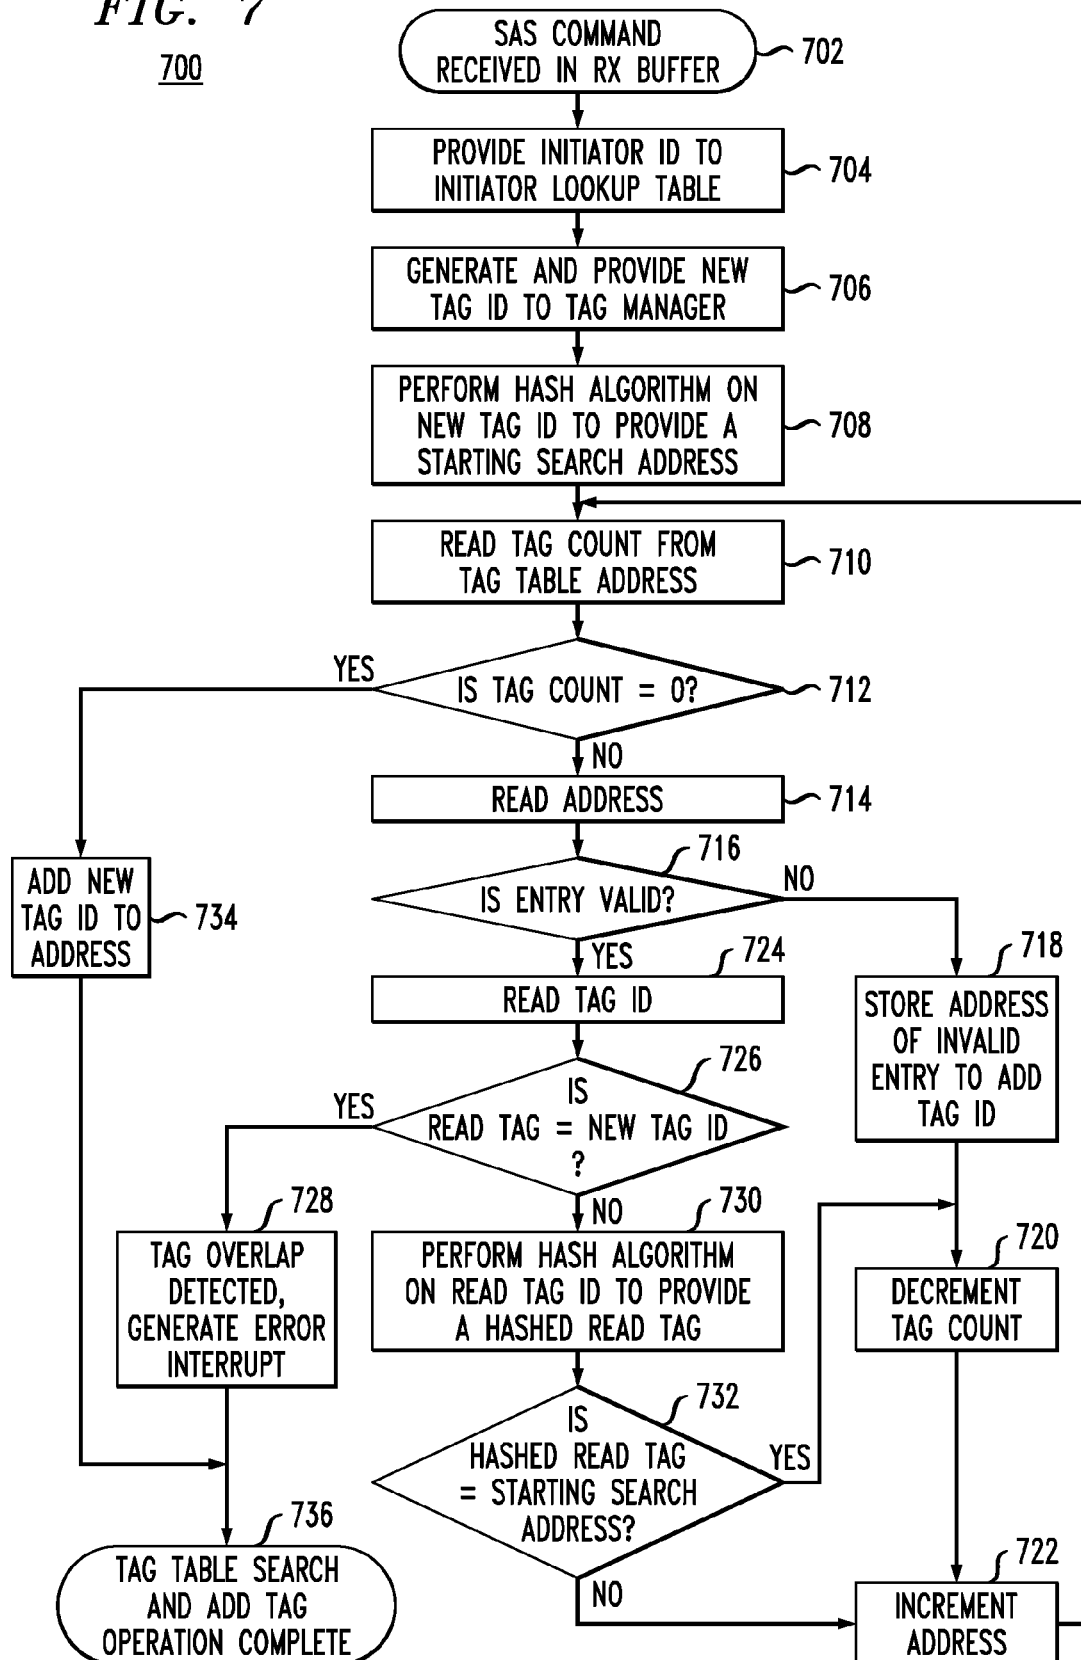 FIG. 7
700
SAS COMMAND
RECEIVED IN RX BUFFER
702
PROVIDE INITIATOR ID TO
INITIATOR LOOKUP TABLE
704
GENERATE AND PROVIDE NEW
TAG ID TO TAG MANAGER
706
PERFORM HASH ALGORITHM ON
NEW TAG ID TO PROVIDE A
STARTING SEARCH ADDRESS
708
READ TAG COUNT FROM
TAG TABLE ADDRESS
710
YES
IS TAG COUNT = 0?
712
NO
READ ADDRESS
714
716
IS ENTRY VALID?
NO
ADD NEW
TAG ID TO
ADDRESS
734
YES
724
READ TAG ID
718
STORE ADDRESS
OF INVALID
ENTRY TO ADD
TAG ID
726
YES
IS
READ TAG = NEW TAG ID
?
NO
728
TAG OVERLAP
DETECTED,
GENERATE ERROR
INTERRUPT
730
PERFORM HASH ALGORITHM
ON READ TAG ID TO PROVIDE
A HASHED READ TAG
720
DECREMENT
TAG COUNT
732
IS
HASHED READ TAG
= STARTING SEARCH
ADDRESS?
YES
NO
736
TAG TABLE SEARCH
AND ADD TAG
OPERATION COMPLETE
722
INCREMENT
ADDRESS